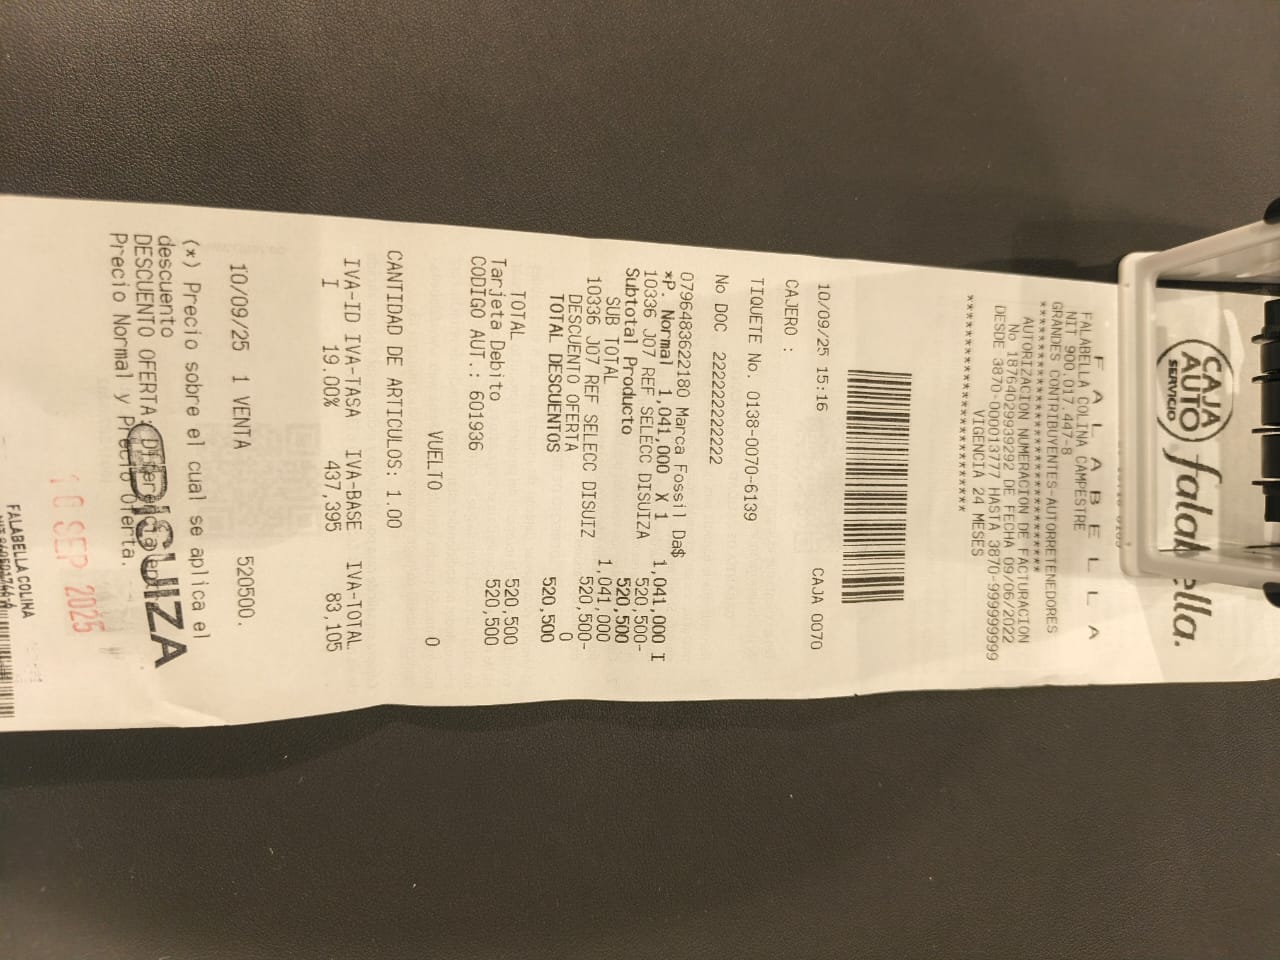 CAJA
AUTO
SERVICIO
falabella.
F A L A B E L L A
FALABELLA COLINA CAMPESTRE
NIT 900.017.447-8
GRANDES CONTRIBUYENTES-AUTORRETENEDORES
************************************
AUTORIZACION NUMERACION DE FACTURACION
No 18764029939292 DE FECHA 09/06/2022
DESDE 3870-000013777 HASTA 3870-999999999
VIGENCIA 24 MESES
************************************
10/09/25 15:16 CAJA 0070
CAJERO :
TIQUETE No. 0138-0070-6139
No DOC 222222222222
0796483622180 Marca Fossil Da$ 1,041,000 I
*P. Normal 1,041,000 X 1
10336 J07 REF SELECC DISUIZA 520,500-
Subtotal Producto 520,500
SUB TOTAL 1,041,000
10336 J07 REF SELECC DISUIZ 520,500-
DESCUENTO OFERTA 0
TOTAL DESCUENTOS 520,500
TOTAL 520,500
Tarjeta Debito 520,500
CODIGO AUT.: 601936
VUELTO 0
CANTIDAD DE ARTICULOS: 1.00
IVA-ID IVA-TASA IVA-BASE IVA-TOTAL
I 19.00% 437,395 83,105
10/09/25 1 VENTA 520500.
(*) Precio sobre el cual se aplica el
descuento
DESCUENTO OFERTA: Diferencia entre
Precio Normal y Precio Oferta.
DISUIZA
10 SEP 2025
FALABELLA COLINA